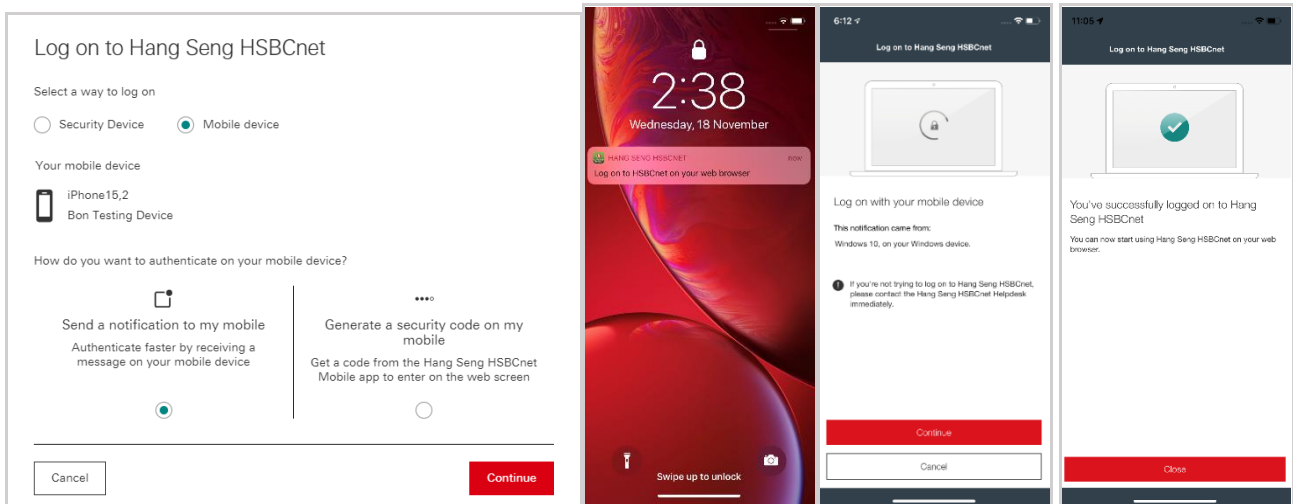 Log on to Hang Seng HSBCnet
Select a way to log on
Security Device
Mobile device
Your mobile device
iPhone15,2
Bon Testing Device
How do you want to authenticate on your mobile device?
Send a notification to my mobile
Authenticate faster by receiving a
message on your mobile device
Generate a security code on my
mobile
Get a code from the Hang Seng HSBCnet
Mobile app to enter on the web screen
Cancel
Continue
2:38
Wednesday, 18 November
HANG SENG HSBCNET
now
Log on to HSBCnet on your web browser
Swipe up to unlock
6:12
Log on to Hang Seng HSBCnet
Log on with your mobile device
This notification came from:
Windows 10, on your Windows device.
If you're not trying to log on to Hang Seng HSBCnet,
please contact the Hang Seng HSBCnet Helpdesk
immediately.
Continue
Cancel
11:05
Log on to Hang Seng HSBCnet
You've successfully logged on to Hang
Seng HSBCnet
You can now start using Hang Seng HSBCnet on your web
browser.
Close